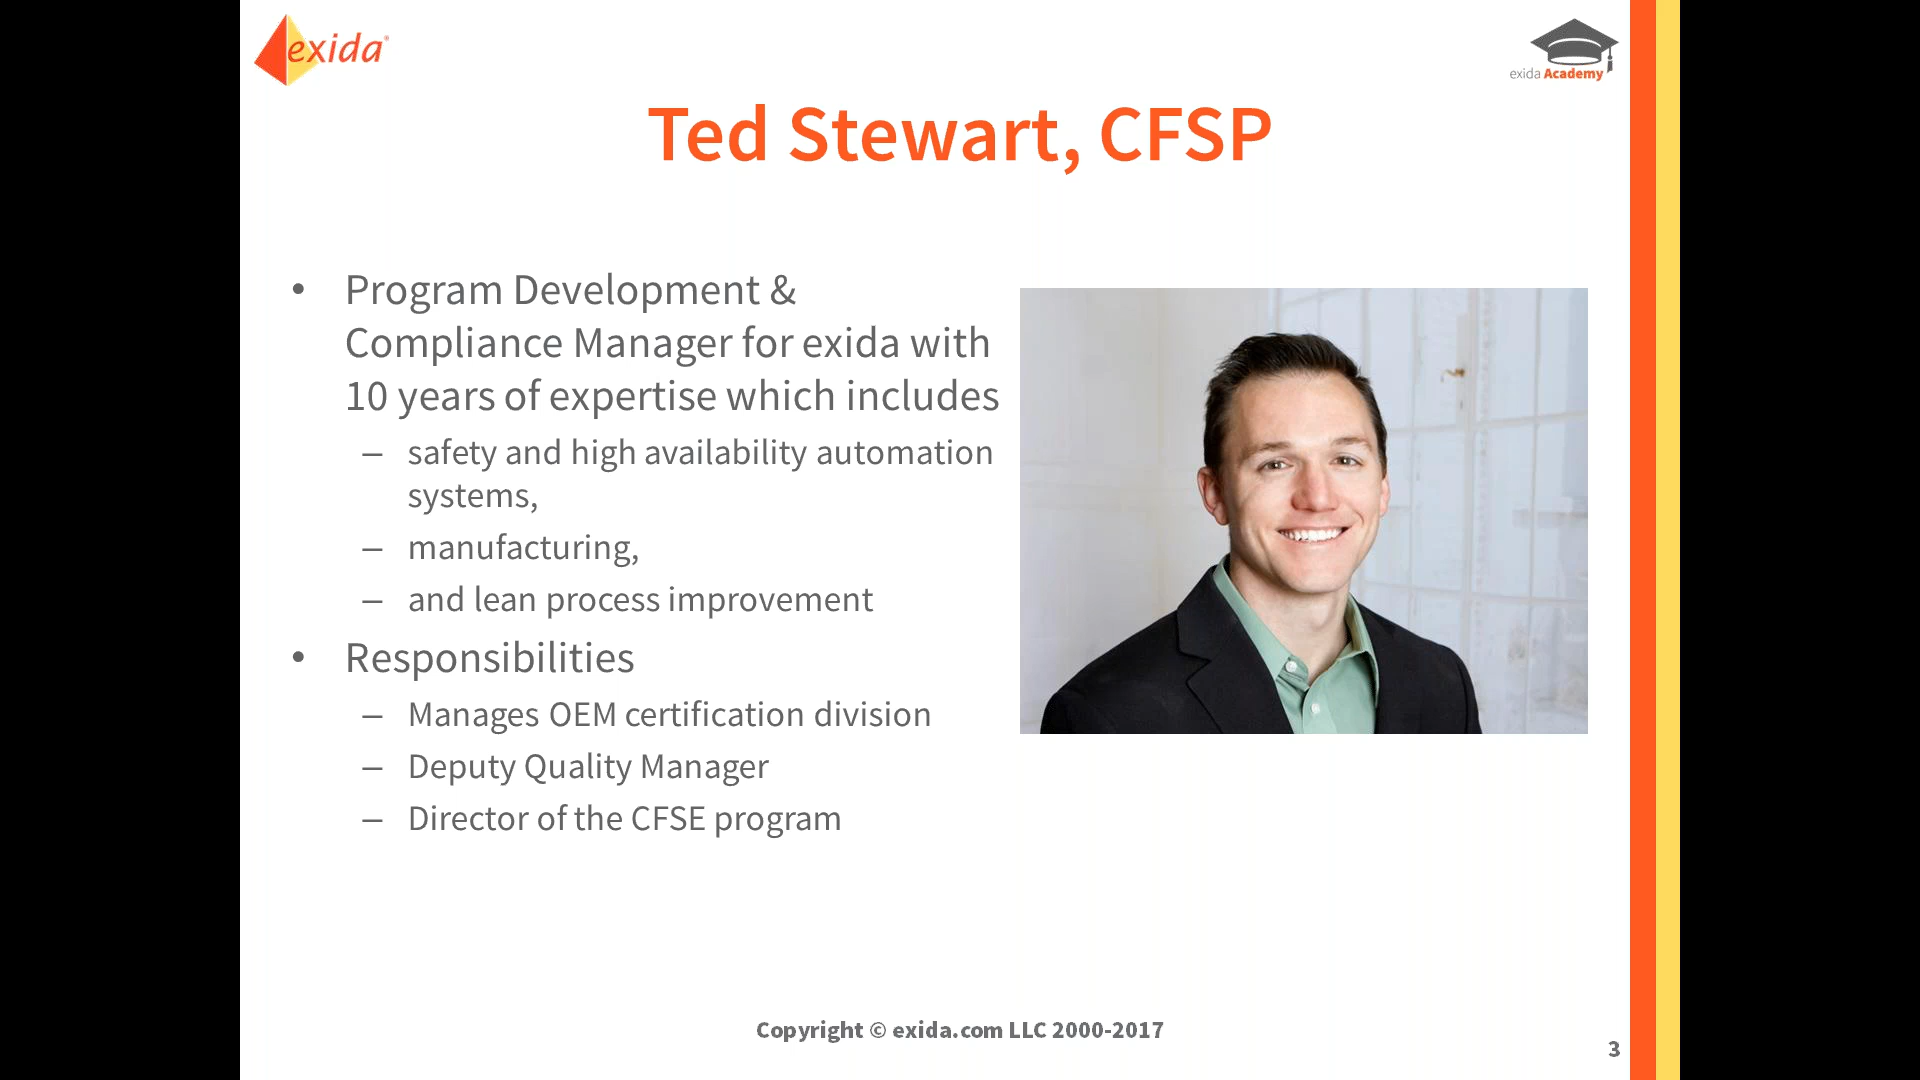 exida®
exida Academy
Ted Stewart, CFSP
• Program Development &
Compliance Manager for exida with
10 years of expertise which includes
– safety and high availability automation
systems,
– manufacturing,
– and lean process improvement
• Responsibilities
– Manages OEM certification division
– Deputy Quality Manager
– Director of the CFSE program
Copyright © exida.com LLC 2000-2017
3